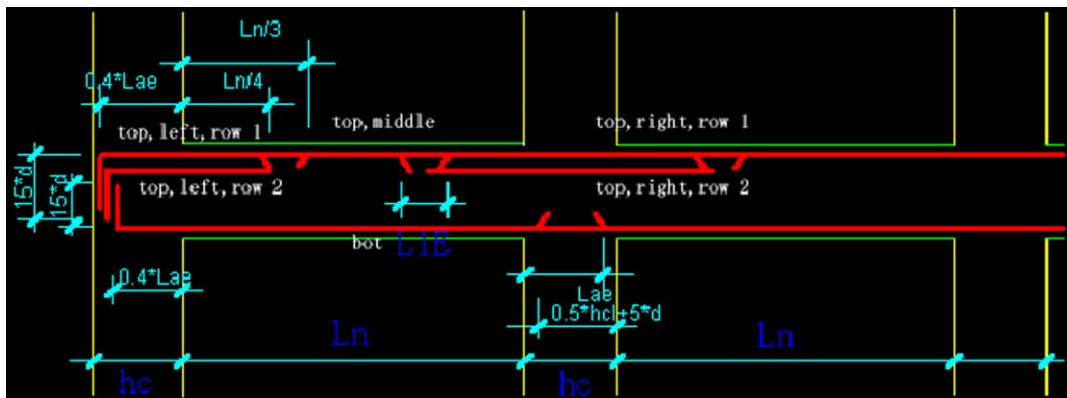 Ln/3
0.4*Lae
Ln/4
top,left,row 1
top,middle
top,right,row 1
15*d
15*d
top,left,row 2
top,right,row 2
bot
L1E
0.4*Lae
Lae
0.5*hc1+5*d
Ln
Ln
hc
hc